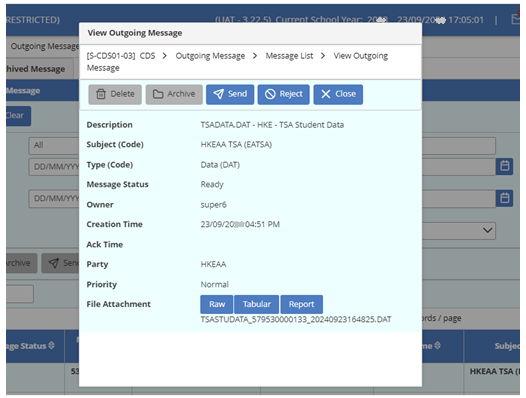 RESTRICTED) (UAT - 3.22.5) Current School Year: 23/09/ 17:05:01 |
View Outgoing Message
Outgoing Message
[S-CDS01-03] CDS > Outgoing Message > Message List > View Outgoing
Message
hived Message
Message
Delete Archive Send Reject Close
Clear
Description TSADATA.DAT - HKE - TSA Student Data
All Subject (Code) HKEAA TSA (EATSA)
DD/MM/YYY Type (Code) Data (DAT)
Message Status Ready
DD/MM/YYY Owner super6
Creation Time 23/09/20 04:51 PM
Ack Time
rchive Sen Party HKEAA
Priority Normal
File Attachment Raw Tabular Report
TSASTUDATA_579530000133_20240923164825.DAT
ords / page
ge Status me Subjec
53 HKEAA TSA (